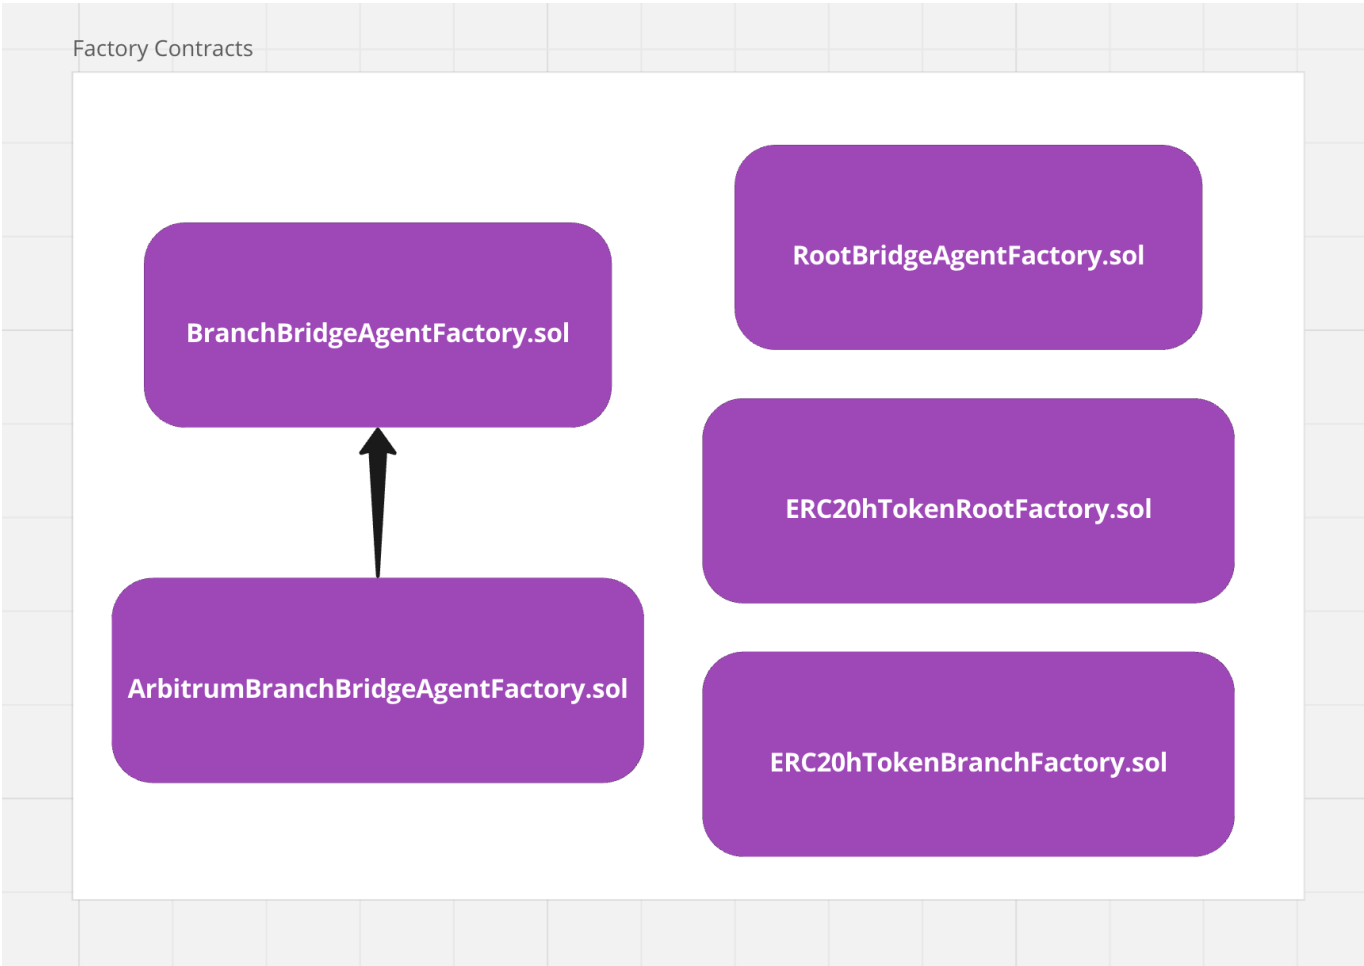 Factory Contracts
BranchBridgeAgentFactory.sol
ArbitrumBranchBridgeAgentFactory.sol
RootBridgeAgentFactory.sol
ERC20hTokenRootFactory.sol
ERC20hTokenBranchFactory.sol